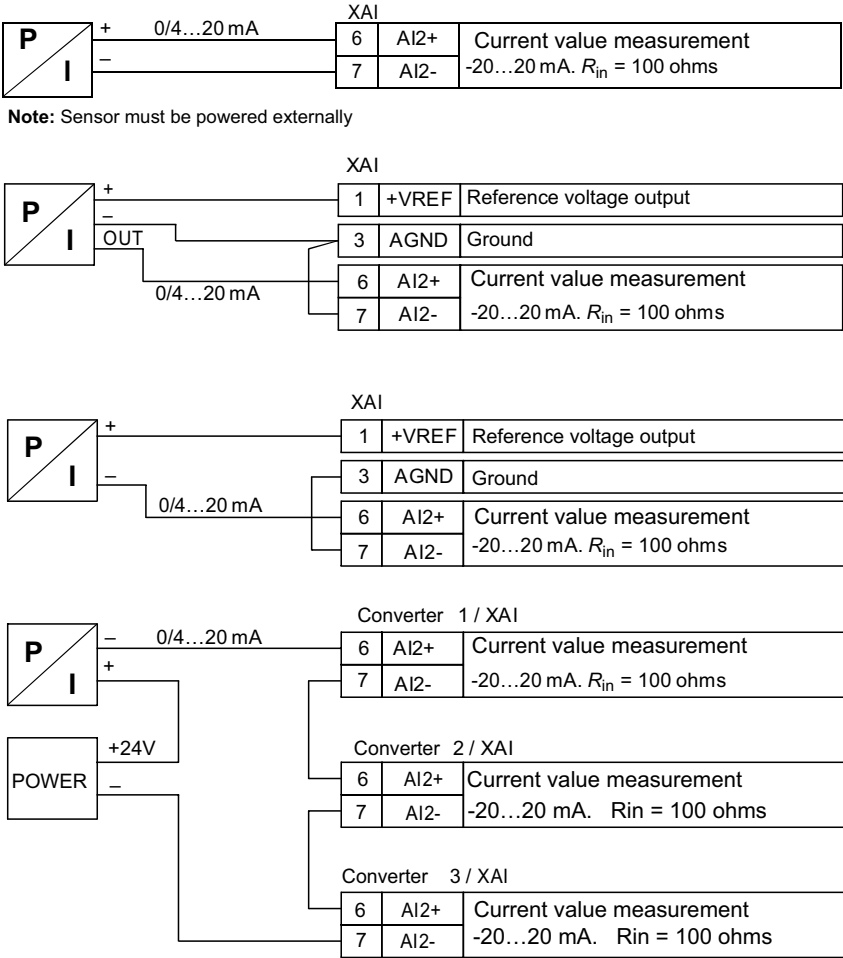 XAI
P / I + 0/4…20 mA 6 AI2+ Current value measurement
– 7 AI2- -20…20 mA. Rin = 100 ohms
Note: Sensor must be powered externally
XAI
P / I + 1 +VREF Reference voltage output
– 3 AGND Ground
OUT 0/4…20 mA 6 AI2+ Current value measurement
7 AI2- -20…20 mA. Rin = 100 ohms
XAI
P / I + 1 +VREF Reference voltage output
– 3 AGND Ground
0/4…20 mA 6 AI2+ Current value measurement
7 AI2- -20…20 mA. Rin = 100 ohms
Converter 1 / XAI
P / I – 0/4…20 mA 6 AI2+ Current value measurement
+ 7 AI2- -20…20 mA. Rin = 100 ohms
+24V Converter 2 / XAI
POWER – 6 AI2+ Current value measurement
7 AI2- -20…20 mA. Rin = 100 ohms
Converter 3 / XAI
6 AI2+ Current value measurement
7 AI2- -20…20 mA. Rin = 100 ohms